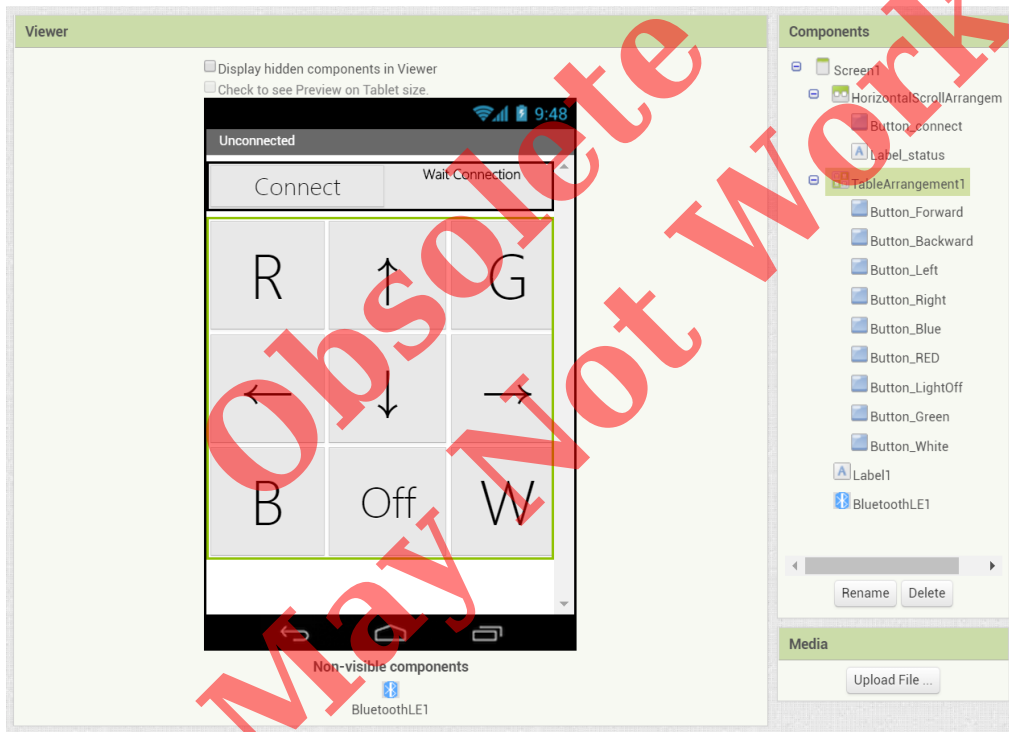 Viewer
Display hidden components in Viewer
Check to see Preview on Tablet size.
9:48
Unconnected
Connect
Wait Connection
R ↑ G
← ↓ →
B Off W
Non-visible components
BluetoothLE1
Components
Screen1
HorizontalScrollArrangem
Button_connect
Label_status
TableArrangement1
Button_Forward
Button_Backward
Button_Left
Button_Right
Button_Blue
Button_RED
Button_LightOff
Button_Green
Button_White
Label1
BluetoothLE1
Rename Delete
Media
Upload File ...
Obsolete
May Not Work